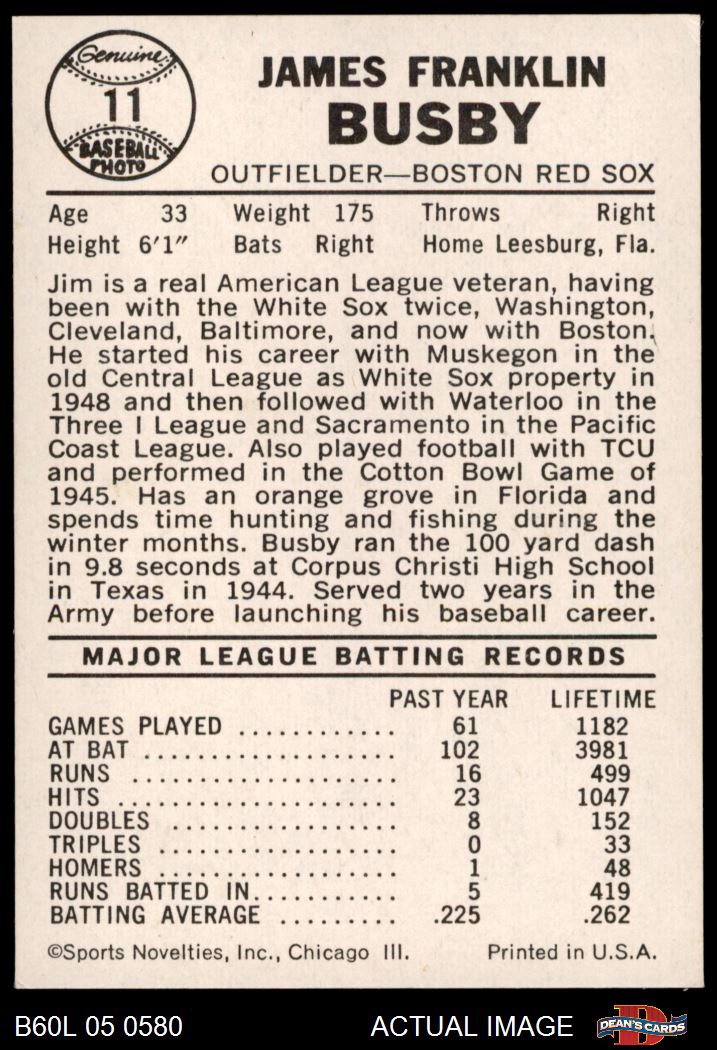 Genuine
11
BASEBALL
PHOTO
JAMES FRANKLIN
BUSBY
OUTFIELDER—BOSTON RED SOX
Age 33 Weight 175 Throws Right
Height 6'1" Bats Right Home Leesburg, Fla.
Jim is a real American League veteran, having
been with the White Sox twice, Washington,
Cleveland, Baltimore, and now with Boston.
He started his career with Muskegon in the
old Central League as White Sox property in
1948 and then followed with Waterloo in the
Three I League and Sacramento in the Pacific
Coast League. Also played football with TCU
and performed in the Cotton Bowl Game of
1945. Has an orange grove in Florida and
spends time hunting and fishing during the
winter months. Busby ran the 100 yard dash
in 9.8 seconds at Corpus Christi High School
in Texas in 1944. Served two years in the
Army before launching his baseball career.
MAJOR LEAGUE BATTING RECORDS
PAST YEAR LIFETIME
GAMES PLAYED ............ 61 1182
AT BAT .................... 102 3981
RUNS ..................... 16 499
HITS ...................... 23 1047
DOUBLES ................. 8 152
TRIPLES .................. 0 33
HOMERS .................. 1 48
RUNS BATTED IN........... 5 419
BATTING AVERAGE ......... .225 .262
©Sports Novelties, Inc., Chicago Ill. Printed in U.S.A.
B60L 05 0580 ACTUAL IMAGE D DEAN'S CARDS